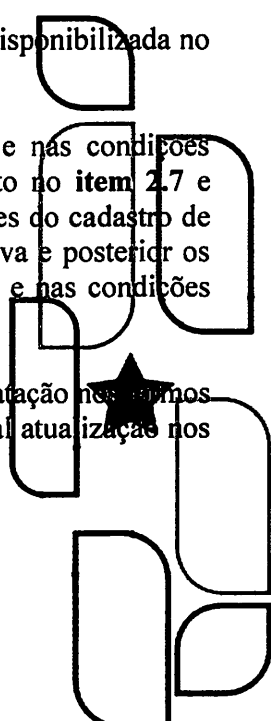 isponibilizada no
e nas condições
to no item 2.7 e
es do cadastro de
va e posterior os
e nas condições
atação nos termos
al atualização nos